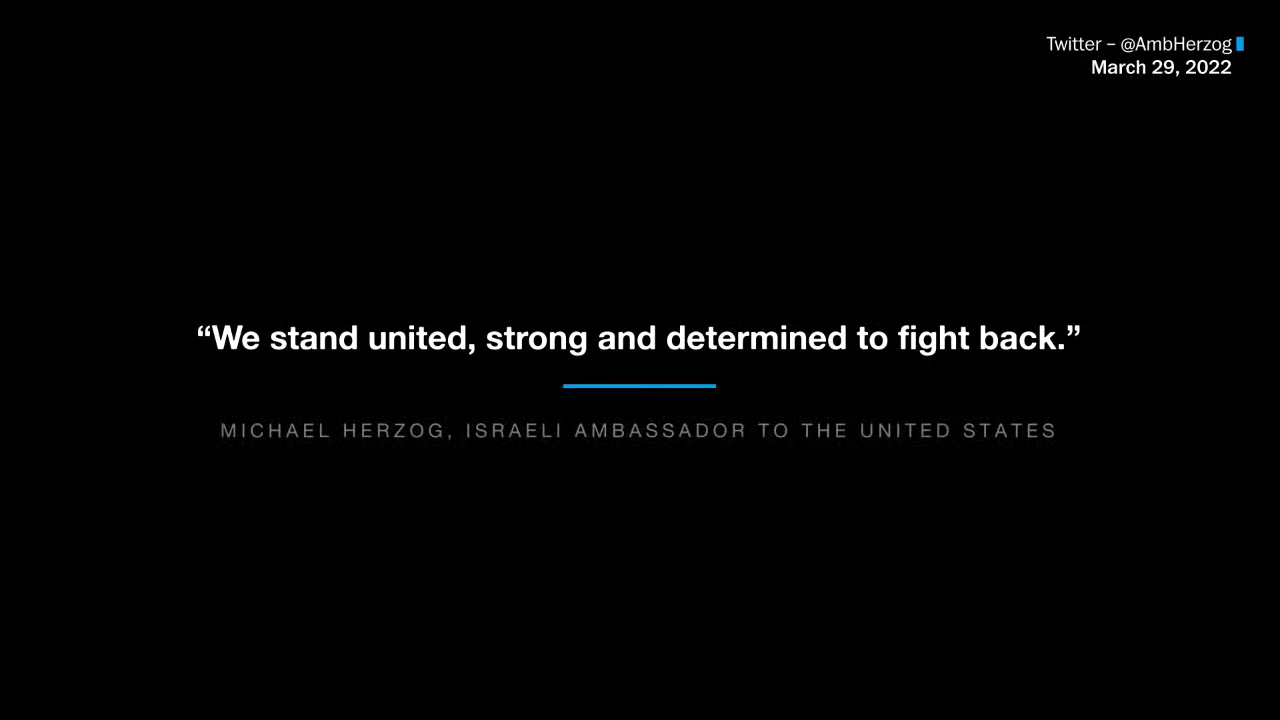 Twitter – @AmbHerzog
March 29, 2022
“We stand united, strong and determined to fight back.”
MICHAEL HERZOG, ISRAELI AMBASSADOR TO THE UNITED STATES